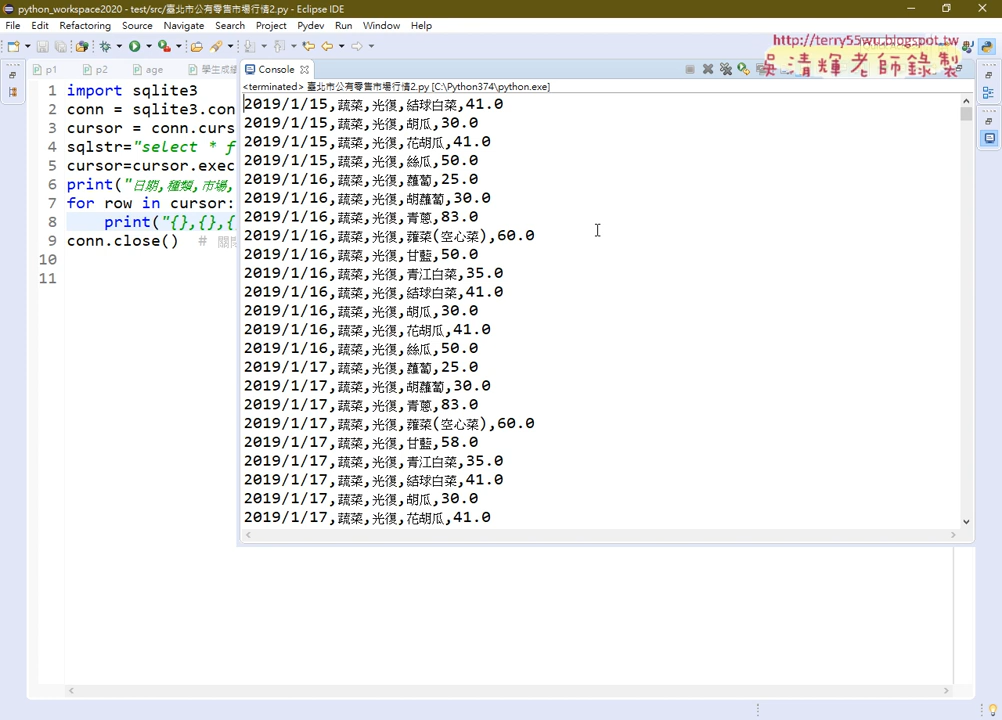 python_workspace2020 - test/src/臺北市公有零售市場行情2.py - Eclipse IDE
File Edit Refactoring Source Navigate Search Project Pydev Run Window Help
http://terry55wu.blogspot.tw
吳清輝老師錄製
p1 p2 age 學生成績 Console
<terminated> 臺北市公有零售市場行情2.py [C:\Python374\python.exe]
1 import sqlite3
2 conn = sqlite3.con
3 cursor = conn.curs
4 sqlstr="select * f
5 cursor=cursor.exec
6 print("日期,種類,市場,
7 for row in cursor:
8 print("{},{},{
9 conn.close() # 關閉
10
11
2019/1/15,蔬菜,光復,結球白菜,41.0
2019/1/15,蔬菜,光復,胡瓜,30.0
2019/1/15,蔬菜,光復,花胡瓜,41.0
2019/1/15,蔬菜,光復,絲瓜,50.0
2019/1/16,蔬菜,光復,蘿蔔,25.0
2019/1/16,蔬菜,光復,胡蘿蔔,30.0
2019/1/16,蔬菜,光復,青蔥,83.0
2019/1/16,蔬菜,光復,蕹菜(空心菜),60.0
2019/1/16,蔬菜,光復,甘藍,50.0
2019/1/16,蔬菜,光復,青江白菜,35.0
2019/1/16,蔬菜,光復,結球白菜,41.0
2019/1/16,蔬菜,光復,胡瓜,30.0
2019/1/16,蔬菜,光復,花胡瓜,41.0
2019/1/16,蔬菜,光復,絲瓜,50.0
2019/1/17,蔬菜,光復,蘿蔔,25.0
2019/1/17,蔬菜,光復,胡蘿蔔,30.0
2019/1/17,蔬菜,光復,青蔥,83.0
2019/1/17,蔬菜,光復,蕹菜(空心菜),60.0
2019/1/17,蔬菜,光復,甘藍,58.0
2019/1/17,蔬菜,光復,青江白菜,35.0
2019/1/17,蔬菜,光復,結球白菜,41.0
2019/1/17,蔬菜,光復,胡瓜,30.0
2019/1/17,蔬菜,光復,花胡瓜,41.0